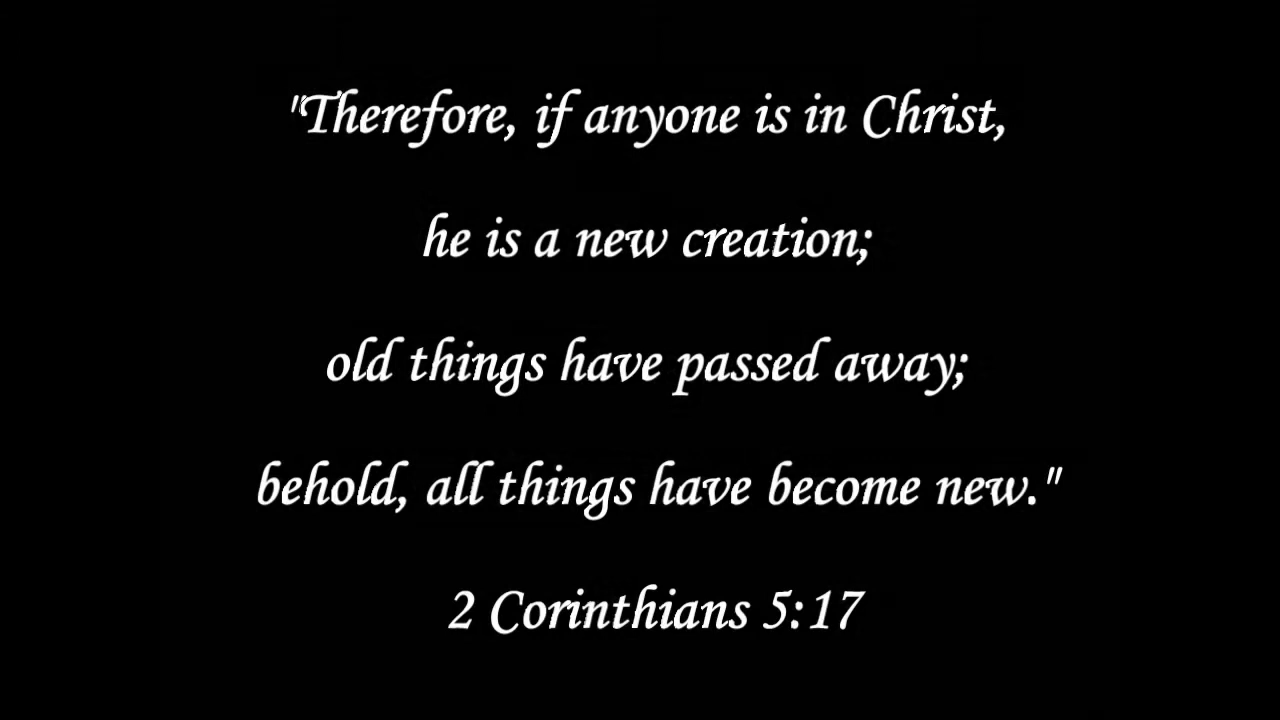 "Therefore, if anyone is in Christ,
he is a new creation;
old things have passed away;
behold, all things have become new."
2 Corinthians 5:17